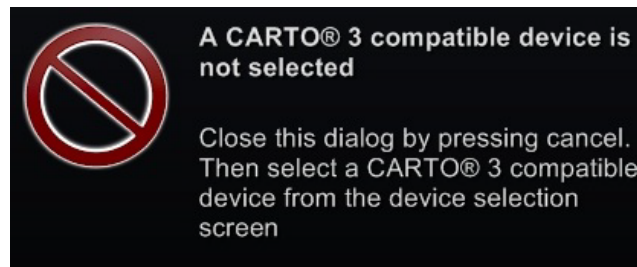 A CARTO® 3 compatible device is
not selected
Close this dialog by pressing cancel.
Then select a CARTO® 3 compatible
device from the device selection
screen